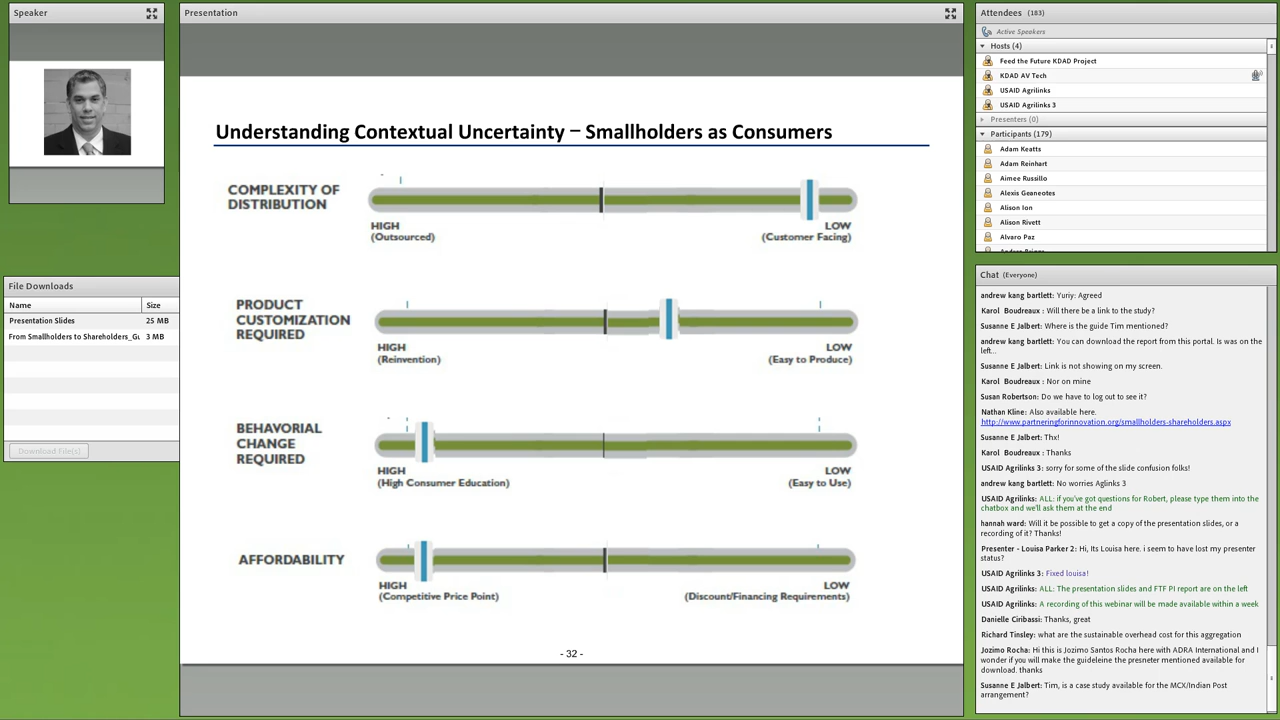 Speaker
Presentation
Understanding Contextual Uncertainty – Smallholders as Consumers
COMPLEXITY OF
DISTRIBUTION
HIGH
(Outsourced)
LOW
(Customer Facing)
PRODUCT
CUSTOMIZATION
REQUIRED
HIGH
(Reinvention)
LOW
(Easy to Produce)
BEHAVORIAL
CHANGE
REQUIRED
HIGH
(High Consumer Education)
LOW
(Easy to Use)
AFFORDABILITY
HIGH
(Competitive Price Point)
LOW
(Discount/Financing Requirements)
- 32 -
File Downloads
Name Size
Presentation Slides 25 MB
From Smallholders to Shareholders_Gu 3 MB
Download File(s)
Attendees (183)
Active Speakers
Hosts (4)
Feed the Future KDAD Project
KDAD AV Tech
USAID Agrilinks
USAID Agrilinks 3
Presenters (0)
Participants (179)
Adam Keatts
Adam Reinhart
Aimee Russillo
Alexis Geaneotes
Alison Ion
Alison Rivett
Alvaro Paz
Chat (Everyone)
andrew kang bartlett: Yuriy: Agreed
Karol Boudreaux : Will there be a link to the study?
Susanne E Jalbert: Where is the guide Tim mentioned?
andrew kang bartlett: You can download the report from this portal. Is was on the
left...
Susanne E Jalbert: Link is not showing on my screen.
Karol Boudreaux : Nor on mine
Susan Robertson: Do we have to log out to see it?
Nathan Kline: Also available here.
http://www.partneringforinnovation.org/smallholders-shareholders.aspx
Susanne E Jalbert: Thx!
Karol Boudreaux : Thanks
USAID Agrilinks 3: sorry for some of the slide confusion folks!
andrew kang bartlett: No worries Aglinks 3
USAID Agrilinks: ALL: if you've got questions for Robert, please type them into the
chatbox and we'll ask them at the end
hannah ward: Will it be possible to get a copy of the presentation slides, or a
recording of it? Thanks!
Presenter - Louisa Parker 2: Hi, Its Louisa here. i seem to have lost my presenter
status?
USAID Agrilinks 3: Fixed louisa!
USAID Agrilinks: ALL: The presentation slides and FTF PI report are on the left
USAID Agrilinks: A recording of this webinar will be made available within a week
Danielle Ciribassi: Thanks, great
Richard Tinsley: what are the sustainable overhead cost for this aggregation
Jozimo Rocha: Hi this is Jozimo Santos Rocha here with ADRA International and I
wonder if you will make the guideleine the presneter mentioned available for
download. thanks
Susanne E Jalbert: Tim, is a case study available for the MCX/Indian Post
arrangement?